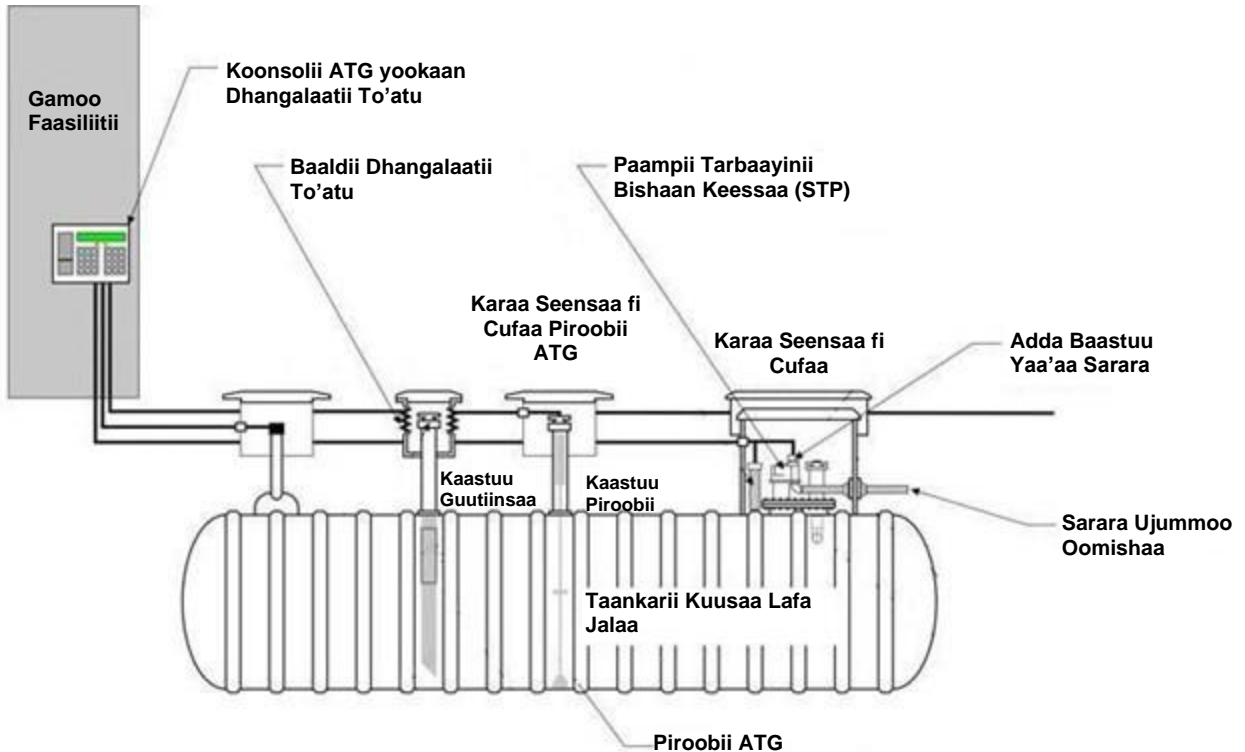 Koonsolii ATG yookaan
Dhangalaatii To’atu
Gamoo
Faasiliitii
Baaldii Dhangalaatii
To’atu
Paampii Tarbaayinii
Bishaan Keessaa (STP)
Karaa Seensaa fi
Cufaa Piroobii
ATG
Karaa Seensaa fi
Cufaa
Adda Baastuu
Yaa’aa Sarara
Kaastuu
Guutiinsaa
Kaastuu
Piroobii
Sarara Ujummoo
Oomishaa
Taankarii Kuusaa Lafa
Jalaa
Piroobii ATG